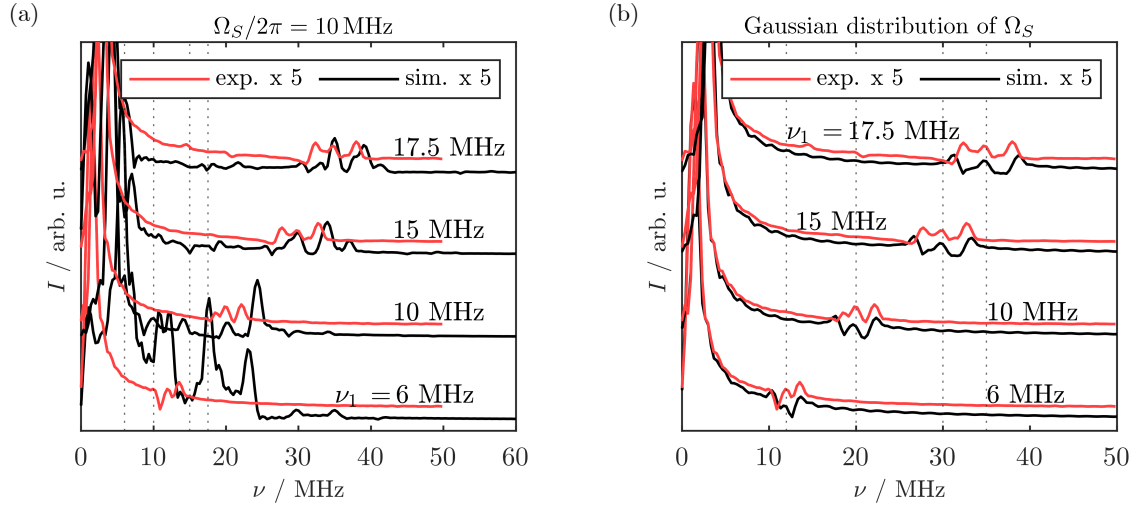 (a)
Ω_S/2π = 10 MHz
exp. x 5 sim. x 5
17.5 MHz
15 MHz
10 MHz
ν₁ = 6 MHz
I / arb. u.
0 10 20 30 40 50 60
ν / MHz
(b)
Gaussian distribution of Ω_S
exp. x 5 sim. x 5
ν₁ = 17.5 MHz
15 MHz
10 MHz
6 MHz
I / arb. u.
0 10 20 30 40 50
ν / MHz